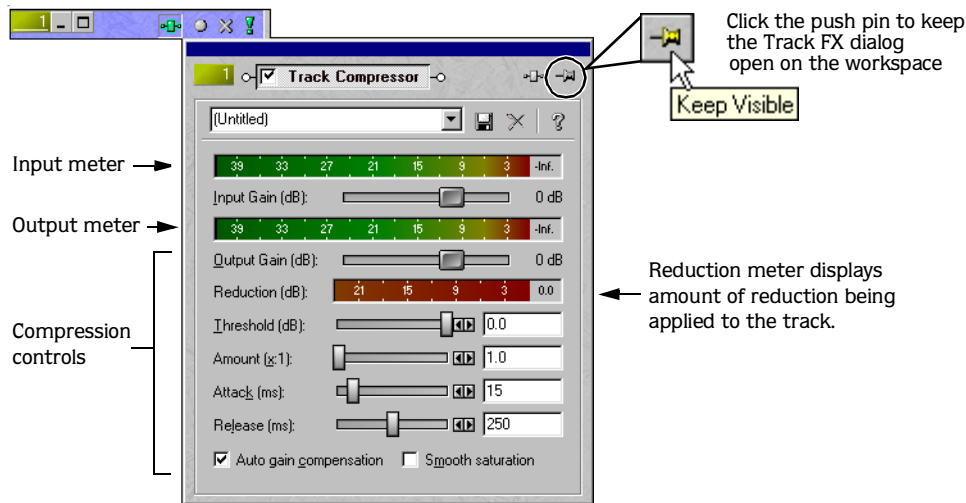 1
Click the push pin to keep
the Track FX dialog
open on the workspace
Keep Visible
1 Track Compressor
(Untitled)
Input meter
39 33 27 21 15 9 3 -Inf.
Input Gain (dB): 0 dB
Output meter
39 33 27 21 15 9 3 -Inf.
Output Gain (dB): 0 dB
Reduction (dB): 21 15 9 3 0.0
Reduction meter displays
amount of reduction being
applied to the track.
Compression
controls
Threshold (dB): 0.0
Amount (x:1): 1.0
Attack (ms): 15
Release (ms): 250
Auto gain compensation Smooth saturation